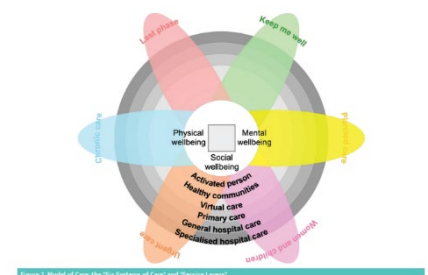 Last phase
Keep me well
Chronic care
Planned care
Physical
wellbeing
Mental
wellbeing
Social
wellbeing
Activated person
Healthy communities
Virtual care
Primary care
General hospital care
Specialised hospital care
Urgent care
Women and children
Figure 7. Model of Care, the "Six Systems of Care" and "Service Layers"